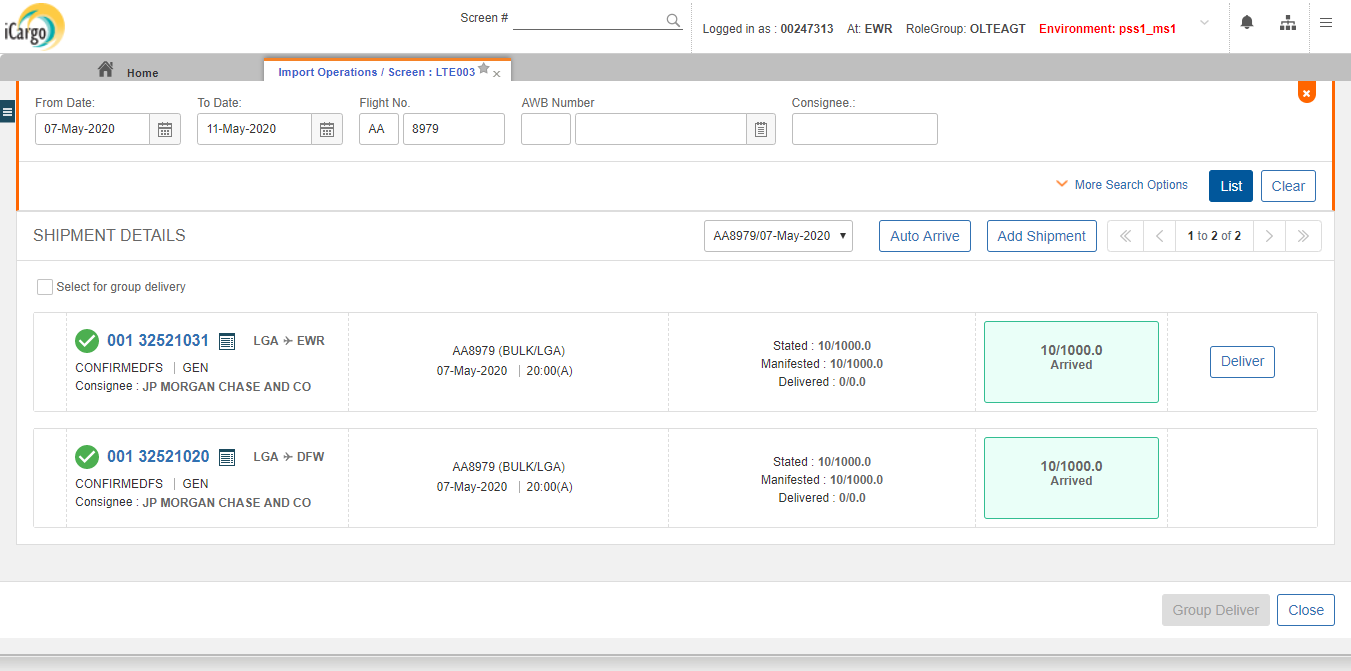 iCargo
Screen #
Logged in as : 00247313 At: EWR RoleGroup: OLTEAGT Environment: pss1_ms1
Home
Import Operations / Screen : LTE003
From Date: To Date: Flight No. AWB Number Consignee.:
07-May-2020 11-May-2020 AA 8979
More Search Options List Clear
SHIPMENT DETAILS AA8979/07-May-2020 Auto Arrive Add Shipment 1 to 2 of 2
Select for group delivery
001 32521031 LGA EWR
CONFIRMEDFS GEN
Consignee : JP MORGAN CHASE AND CO
AA8979 (BULK/LGA)
07-May-2020 20:00(A)
Stated : 10/1000.0
Manifested : 10/1000.0
Delivered : 0/0.0
10/1000.0
Arrived
Deliver
001 32521020 LGA DFW
CONFIRMEDFS GEN
Consignee : JP MORGAN CHASE AND CO
AA8979 (BULK/LGA)
07-May-2020 20:00(A)
Stated : 10/1000.0
Manifested : 10/1000.0
Delivered : 0/0.0
10/1000.0
Arrived
Group Deliver Close